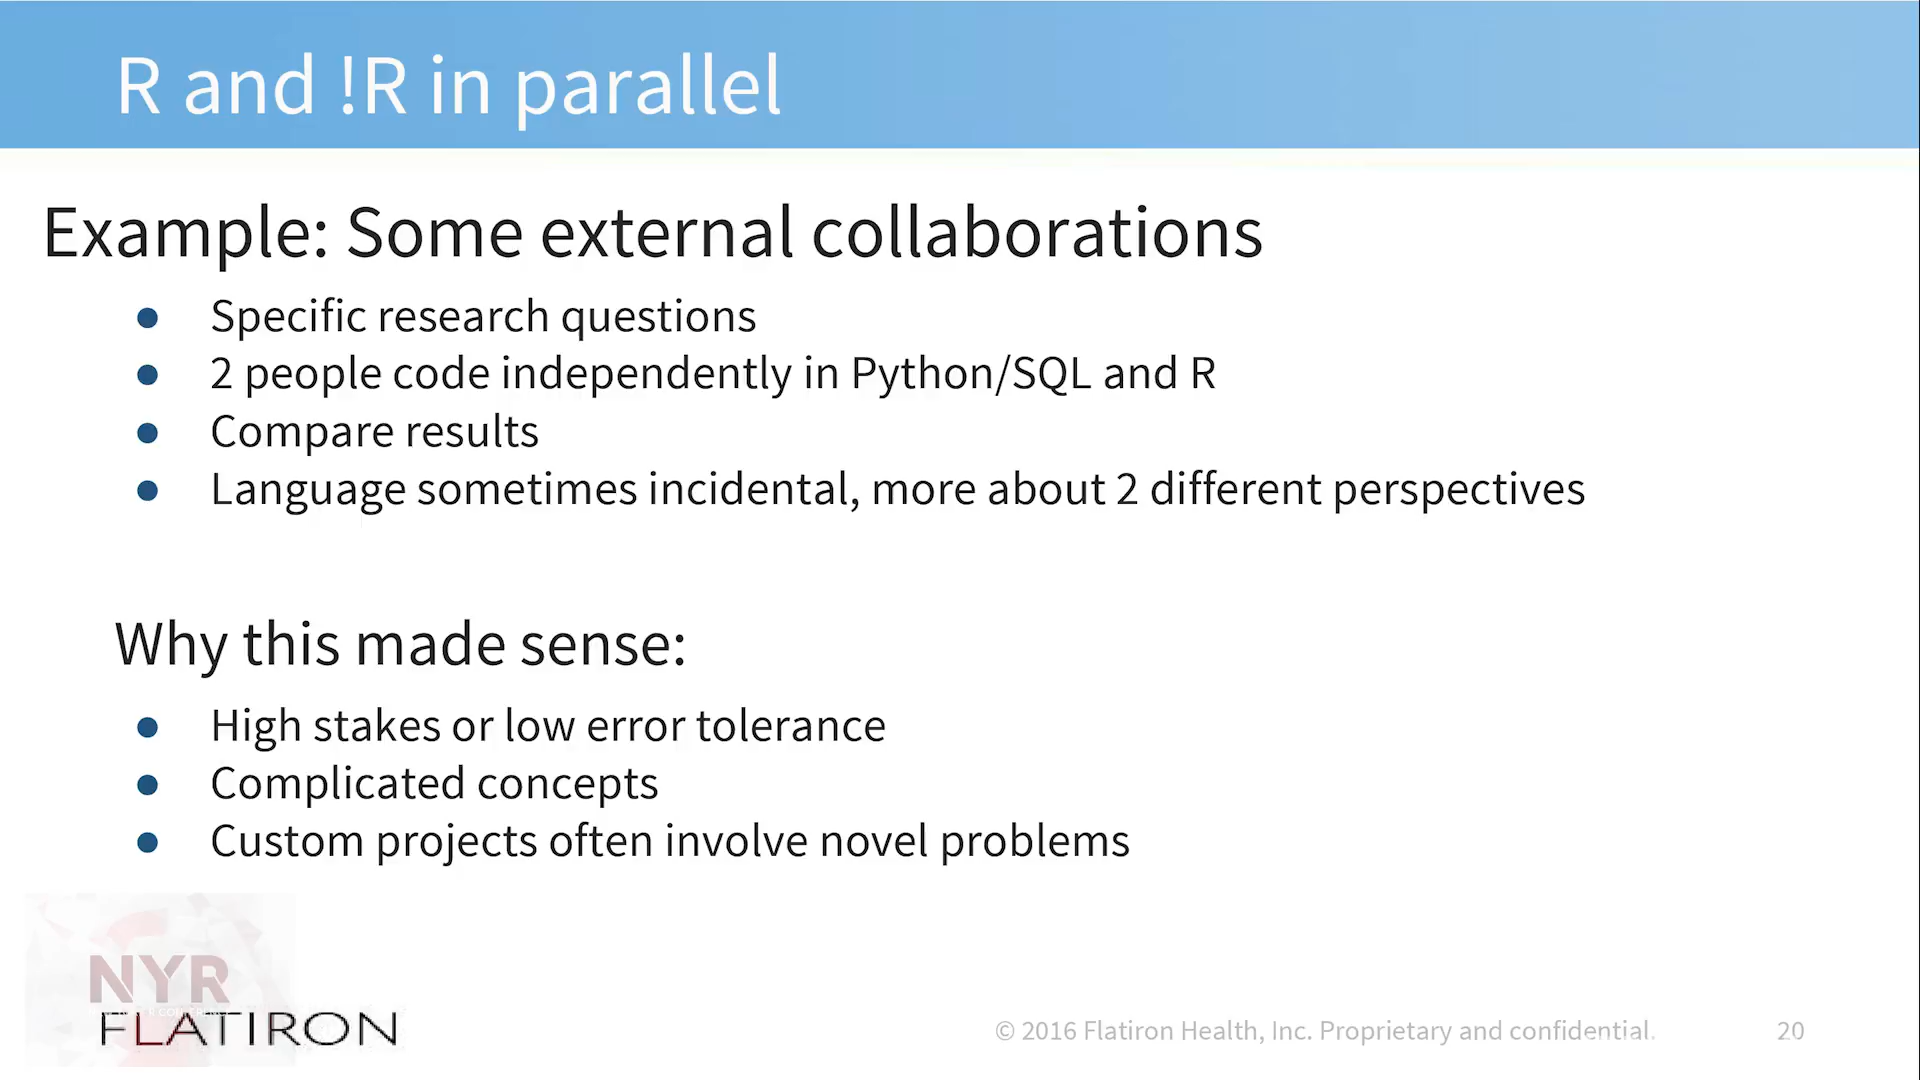 R and !R in parallel
Example: Some external collaborations
● Specific research questions
● 2 people code independently in Python/SQL and R
● Compare results
● Language sometimes incidental, more about 2 different perspectives
Why this made sense:
● High stakes or low error tolerance
● Complicated concepts
● Custom projects often involve novel problems
NYR
FLATIRON
© 2016 Flatiron Health, Inc. Proprietary and confidential.
20